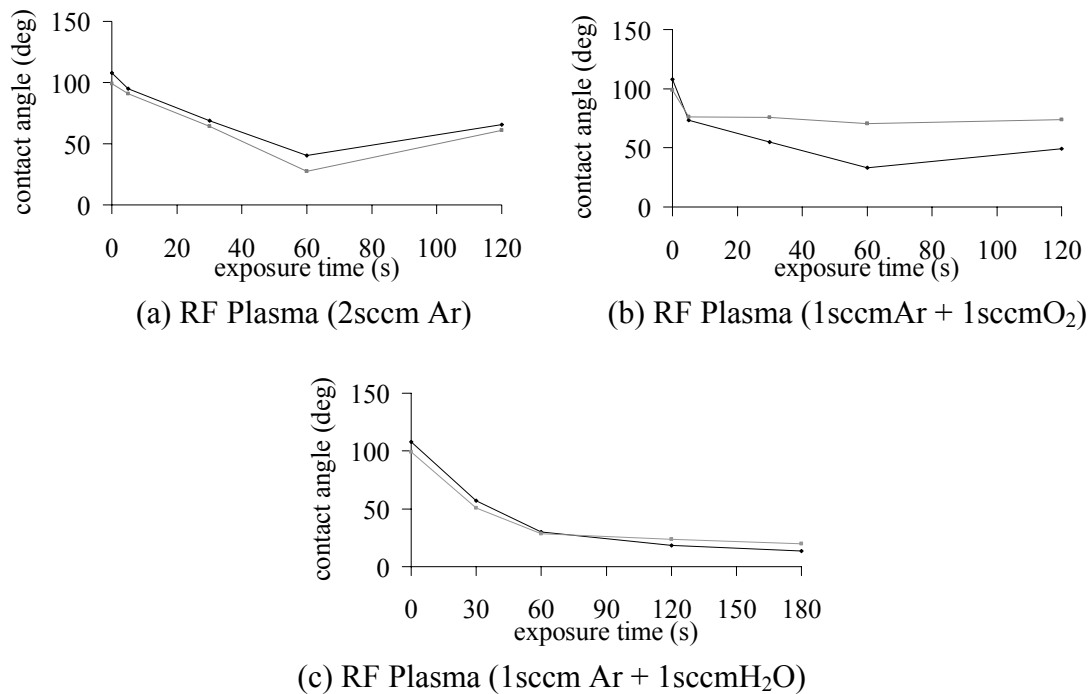 150
100
50
0
contact angle (deg)
0 20 40 60 80 100 120
exposure time (s)
(a) RF Plasma (2sccm Ar)
150
100
50
0
contact angle (deg)
0 20 40 60 80 100 120
exposure time (s)
(b) RF Plasma (1sccmAr + 1sccmO₂)
150
100
50
0
contact angle (deg)
0 30 60 90 120 150 180
exposure time (s)
(c) RF Plasma (1sccm Ar + 1sccmH₂O)